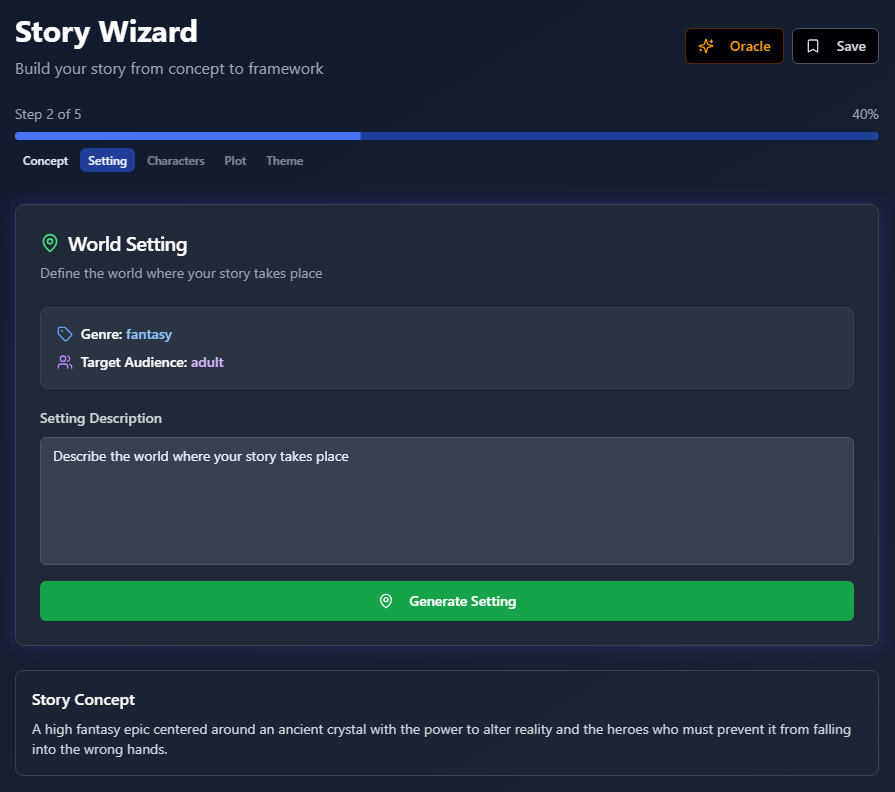 Story Wizard
Build your story from concept to framework
Oracle
Save
Step 2 of 5
40%
Concept
Setting
Characters
Plot
Theme
World Setting
Define the world where your story takes place
Genre: fantasy
Target Audience: adult
Setting Description
Describe the world where your story takes place
Generate Setting
Story Concept
A high fantasy epic centered around an ancient crystal with the power to alter reality and the heroes who must prevent it from falling
into the wrong hands.